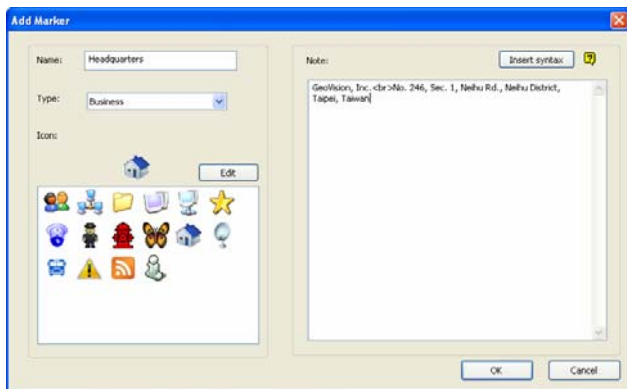 Add Marker
Name:
Headquarters
Type:
Business
Icon:
Edit
Note:
Insert syntax
GeoVision, Inc.<br>No. 246, Sec. 1, Neihu Rd., Neihu District,
Taipei, Taiwan
OK
Cancel